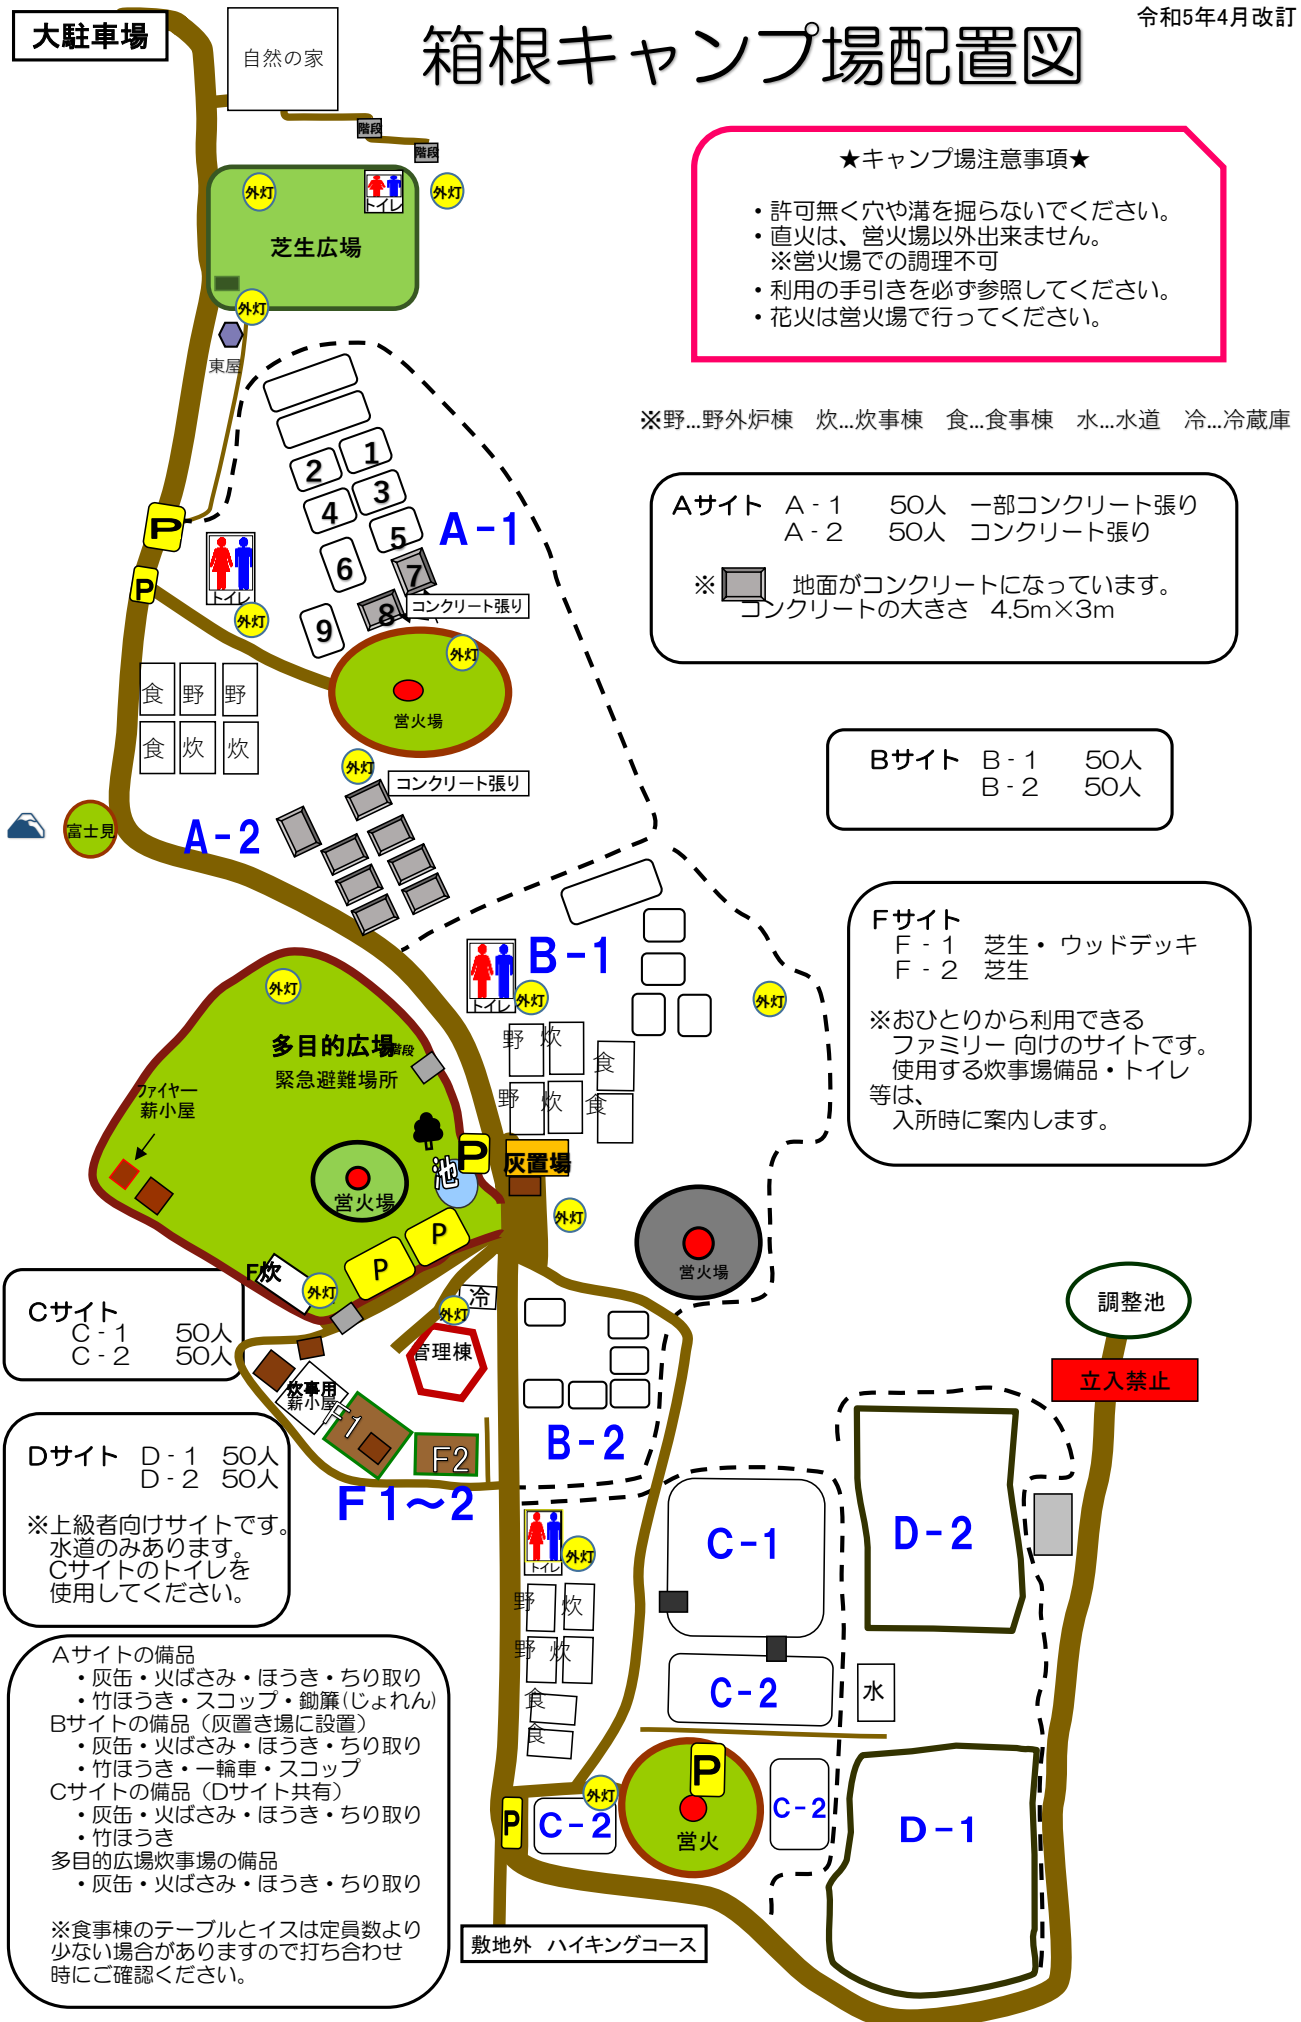 令和5年4月改訂
箱根キャンプ場配置図
大駐車場
自然の家
階段
階段
★キャンプ場注意事項★
・許可無く穴や溝を掘らないでください。
・直火は、営火場以外出来ません。
※営火場での調理不可
・利用の手引きを必ず参照してください。
・花火は営火場で行ってください。
外灯
トイレ
外灯
芝生広場
外灯
東屋
※野...野外炉棟　炊...炊事棟　食...食事棟　水...水道　冷...冷蔵庫
1
2
3
4
5
6
7
8
9
A-1
コンクリート張り
P
P
トイレ
外灯
外灯
営火場
Aサイト　A-1　50人　一部コンクリート張り
A-2　50人　コンクリート張り
※　地面がコンクリートになっています。
コンクリートの大きさ　4.5m×3m
食 野 野
食 炊 炊
外灯
コンクリート張り
A-2
富士見
Bサイト　B-1　50人
B-2　50人
B-1
トイレ
外灯
外灯
Fサイト
F-1　芝生・ウッドデッキ
F-2　芝生
※おひとりから利用できる
ファミリー 向けのサイトです。
使用する炊事場備品・トイレ
等は、
入所時に案内します。
外灯
多目的広場
階段
緊急避難場所
ファイヤー
薪小屋
野 炊 食
野 炊 食
池
P
灰置場
営火場
外灯
P
P
営火場
F炊
外灯
冷
外灯
管理棟
調整池
立入禁止
Cサイト
C-1　50人
C-2　50人
炊事用
薪小屋
F1
F2
F1～2
B-2
Dサイト　D-1　50人
D-2　50人
※上級者向けサイトです。
水道のみあります。
Cサイトのトイレを
使用してください。
トイレ
外灯
C-1
D-2
野 炊
野 炊
食
食
C-2
水
P
外灯
C-2
P
営火
C-2
D-1
Aサイトの備品
・灰缶・火ばさみ・ほうき・ちり取り
・竹ほうき・スコップ・鋤簾(じょれん)
Bサイトの備品（灰置き場に設置）
・灰缶・火ばさみ・ほうき・ちり取り
・竹ほうき・一輪車・スコップ
Cサイトの備品（Dサイト共有）
・灰缶・火ばさみ・ほうき・ちり取り
・竹ほうき
多目的広場炊事場の備品
・灰缶・火ばさみ・ほうき・ちり取り
※食事棟のテーブルとイスは定員数より
少ない場合がありますので打ち合わせ
時にご確認ください。
敷地外　ハイキングコース